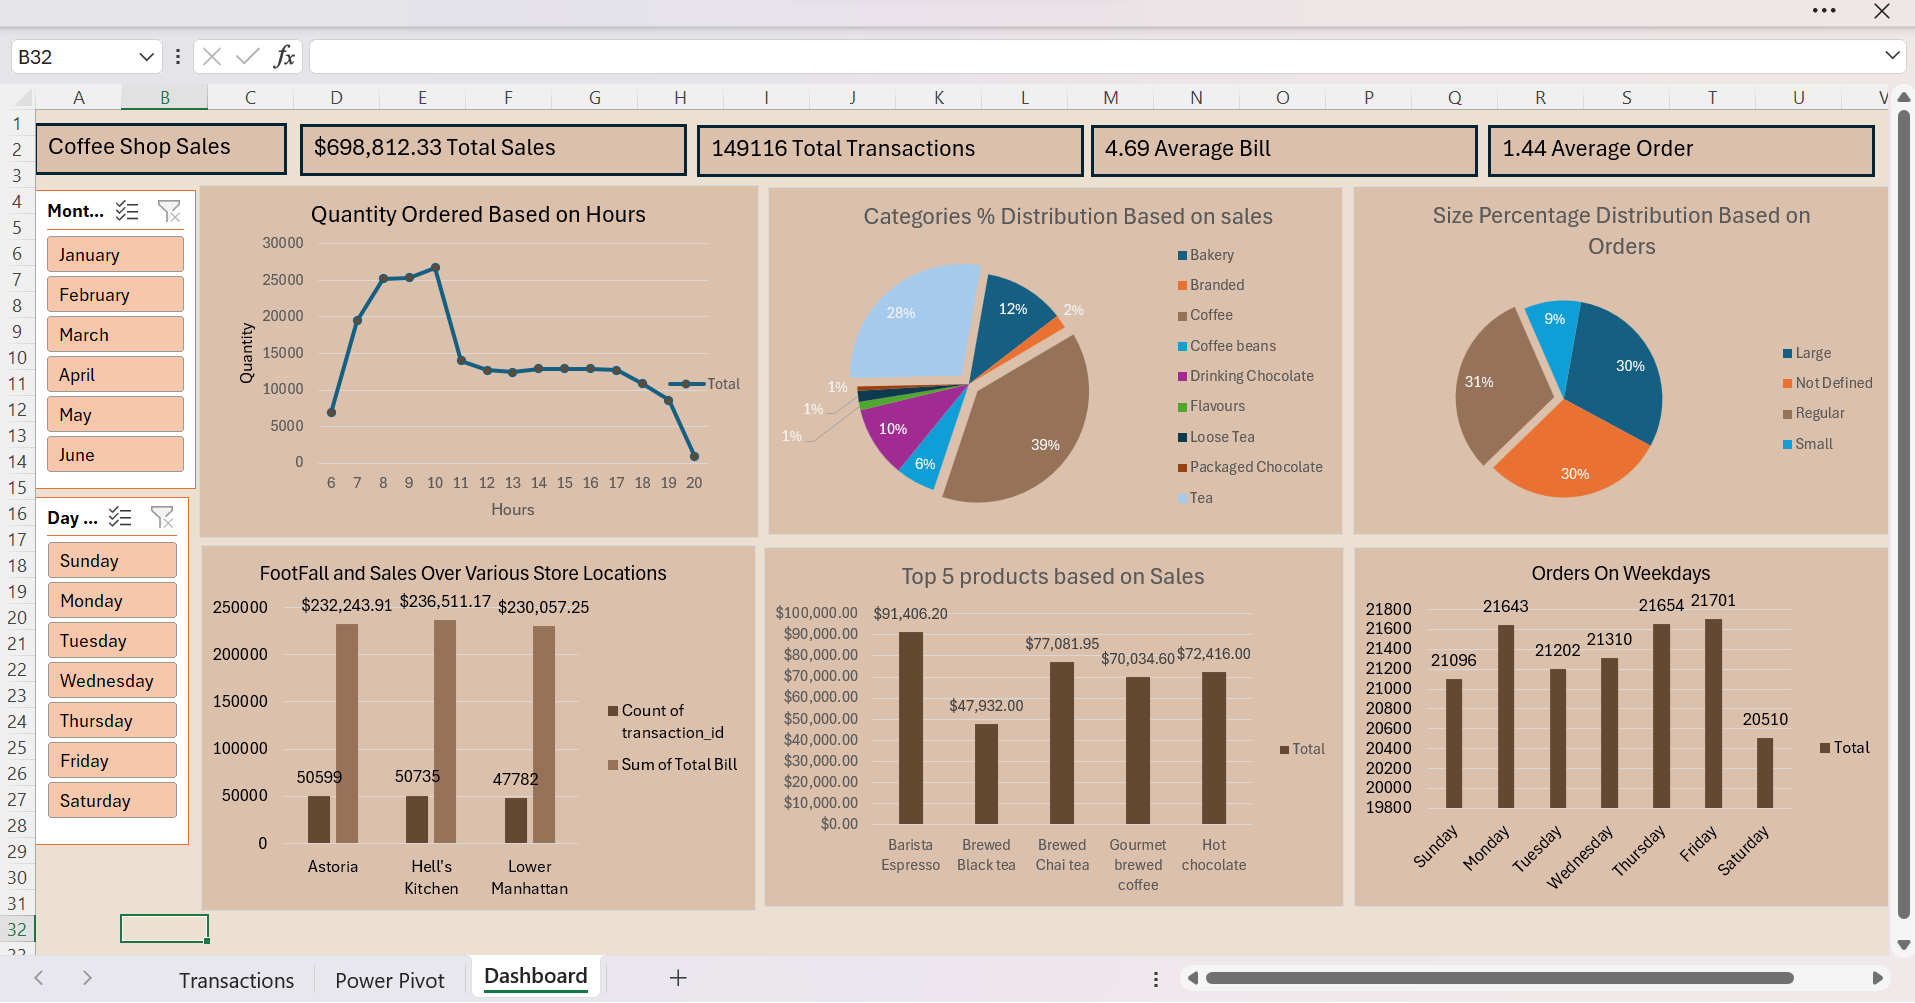 B32
fx
A B C D E F G H I J K L M N O P Q R S T U V
1
2
3
4
5
6
7
8
9
10
11
12
13
14
15
16
17
18
19
20
21
22
23
24
25
26
27
28
29
30
31
32
33
Coffee Shop Sales
$698,812.33 Total Sales
149116 Total Transactions
4.69 Average Bill
1.44 Average Order
Mont...
January
February
March
April
May
June
Day ...
Sunday
Monday
Tuesday
Wednesday
Thursday
Friday
Saturday
Quantity Ordered Based on Hours
30000
25000
20000
15000
10000
5000
0
Quantity
6 7 8 9 10 11 12 13 14 15 16 17 18 19 20
Hours
Total
Categories % Distribution Based on sales
28%
12%
2%
39%
6%
10%
1%
1%
1%
Bakery
Branded
Coffee
Coffee beans
Drinking Chocolate
Flavours
Loose Tea
Packaged Chocolate
Tea
Size Percentage Distribution Based on
Orders
9%
30%
31%
30%
Large
Not Defined
Regular
Small
FootFall and Sales Over Various Store Locations
250000
200000
150000
100000
50000
0
$232,243.91 $236,511.17 $230,057.25
50599 50735 47782
Astoria
Hell's
Kitchen
Lower
Manhattan
Count of
transaction_id
Sum of Total Bill
Top 5 products based on Sales
$100,000.00
$90,000.00
$80,000.00
$70,000.00
$60,000.00
$50,000.00
$40,000.00
$30,000.00
$20,000.00
$10,000.00
$0.00
$91,406.20
$47,932.00
$77,081.95
$70,034.60
$72,416.00
Barista
Espresso
Brewed
Black tea
Brewed
Chai tea
Gourmet
brewed
coffee
Hot
chocolate
Total
Orders On Weekdays
21800
21600
21400
21200
21000
20800
20600
20400
20200
20000
19800
21096
21643
21202
21310
21654
21701
20510
Sunday
Monday
Tuesday
Wednesday
Thursday
Friday
Saturday
Total
Transactions
Power Pivot
Dashboard